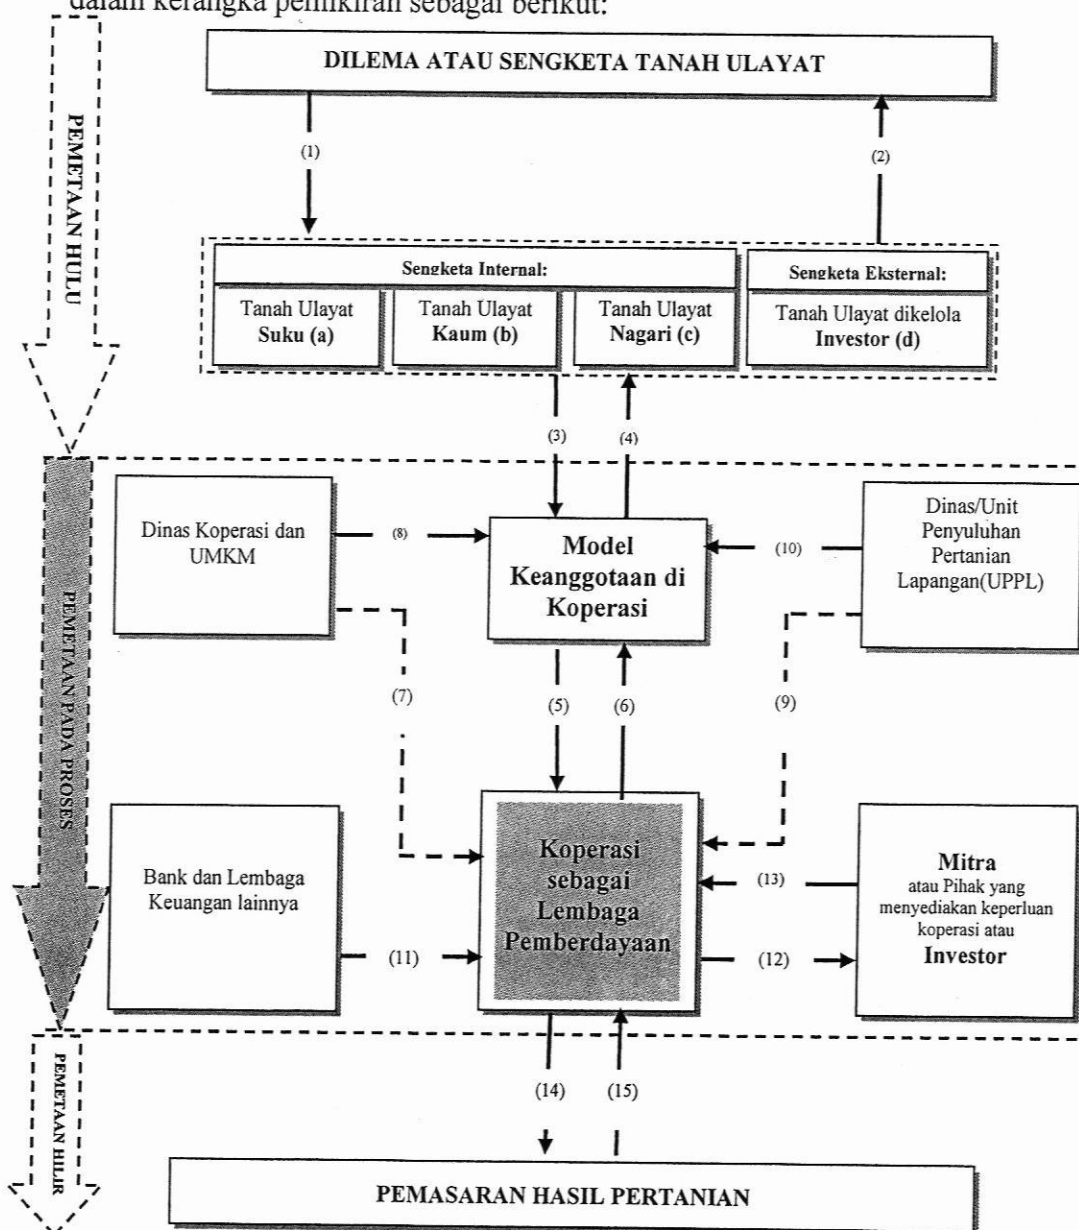 dalam kerangka pemikiran sebagai berikut:
DILEMA ATAU SENGKETA TANAH ULAYAT
PEMETAAN HULU
(1)
(2)
Sengketa Internal:
Sengketa Eksternal:
Tanah Ulayat
Suku (a)
Tanah Ulayat
Kaum (b)
Tanah Ulayat
Nagari (c)
Tanah Ulayat dikelola
Investor (d)
(3)
(4)
PEMETAAN PADA PROSES
Dinas Koperasi dan
UMKM
(8)
Model
Keanggotaan di
Koperasi
(10)
Dinas/Unit
Penyuluhan
Pertanian
Lapangan(UPPL)
(7)
(5)
(6)
(9)
Bank dan Lembaga
Keuangan lainnya
(11)
Koperasi
sebagai
Lembaga
Pemberdayaan
(13)
(12)
Mitra
atau Pihak yang
menyediakan keperluan
koperasi atau
Investor
PEMETAAN HILIR
(14)
(15)
PEMASARAN HASIL PERTANIAN